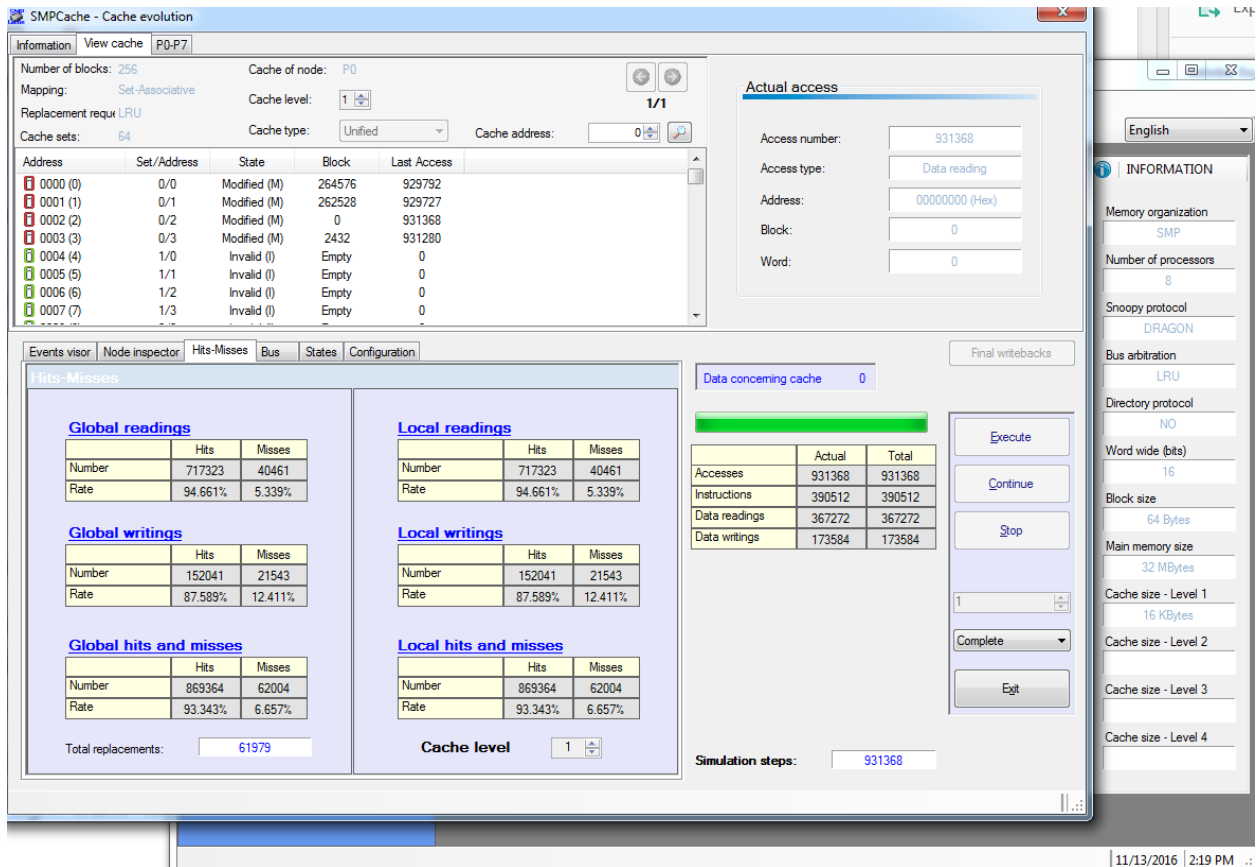 SMPCache - Cache evolution
Information View cache P0-P7
Number of blocks: 256 Cache of node: P0
Mapping: Set-Associative Cache level: 1 1/1
Replacement reque LRU
Cache sets: 64 Cache type: Unified Cache address: 0
Address Set/Address State Block Last Access
0000 (0) 0/0 Modified (M) 264576 929792
0001 (1) 0/1 Modified (M) 262528 929727
0002 (2) 0/2 Modified (M) 0 931368
0003 (3) 0/3 Modified (M) 2432 931280
0004 (4) 1/0 Invalid (I) Empty 0
0005 (5) 1/1 Invalid (I) Empty 0
0006 (6) 1/2 Invalid (I) Empty 0
0007 (7) 1/3 Invalid (I) Empty 0
Actual access
Access number: 931368
Access type: Data reading
Address: 00000000 (Hex)
Block: 0
Word: 0
Events visor Node inspector Hits-Misses Bus States Configuration
Hits-Misses
Global readings
Hits Misses
Number 717323 40461
Rate 94.661% 5.339%
Global writings
Hits Misses
Number 152041 21543
Rate 87.589% 12.411%
Global hits and misses
Hits Misses
Number 869364 62004
Rate 93.343% 6.657%
Total replacements: 61979
Local readings
Hits Misses
Number 717323 40461
Rate 94.661% 5.339%
Local writings
Hits Misses
Number 152041 21543
Rate 87.589% 12.411%
Local hits and misses
Hits Misses
Number 869364 62004
Rate 93.343% 6.657%
Cache level 1
Data concerning cache 0
Actual Total
Accesses 931368 931368
Instructions 390512 390512
Data readings 367272 367272
Data writings 173584 173584
Simulation steps: 931368
Final writebacks
Execute
Continue
Stop
1
Complete
Exit
English
INFORMATION
Memory organization
SMP
Number of processors
8
Snoopy protocol
DRAGON
Bus arbitration
LRU
Directory protocol
NO
Word wide (bits)
16
Block size
64 Bytes
Main memory size
32 MBytes
Cache size - Level 1
16 KBytes
Cache size - Level 2
Cache size - Level 3
Cache size - Level 4
11/13/2016 2:19 PM